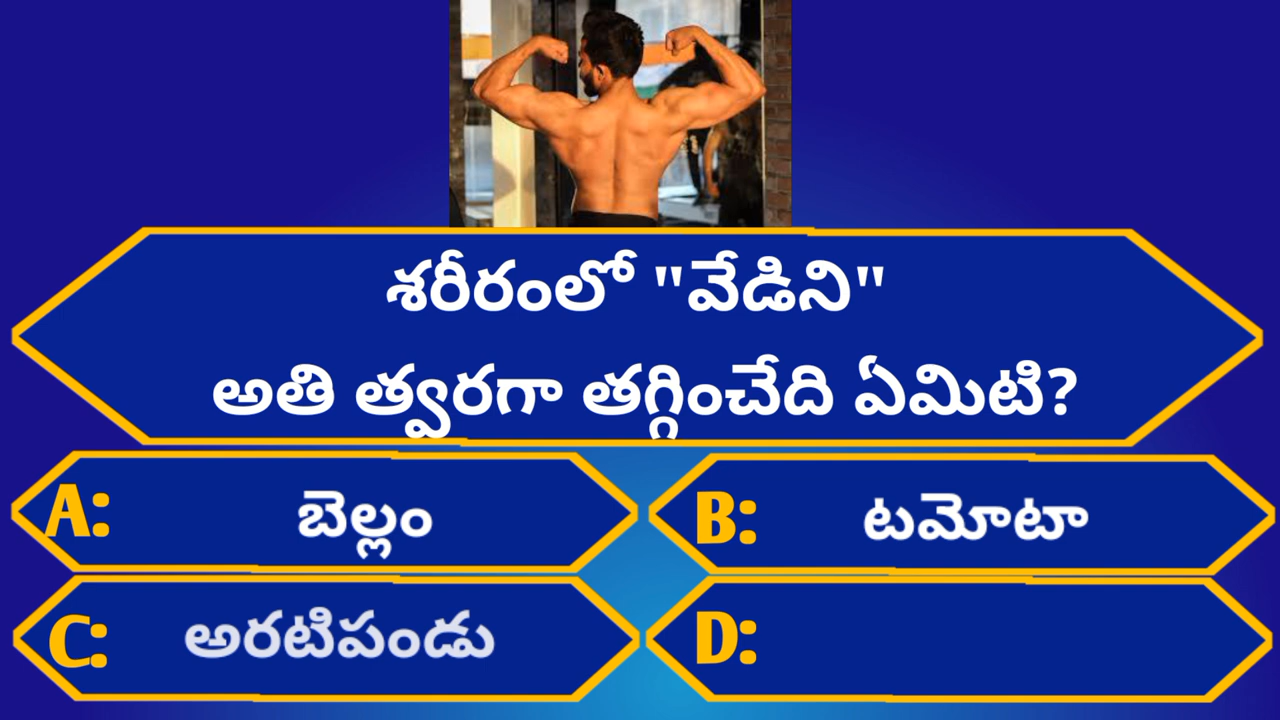 శరీరంలో "వేడిని"
అతి త్వరగా తగ్గించేది ఏమిటి?
A: బెల్లం
B: టమోటా
C: అరటిపండు
D: